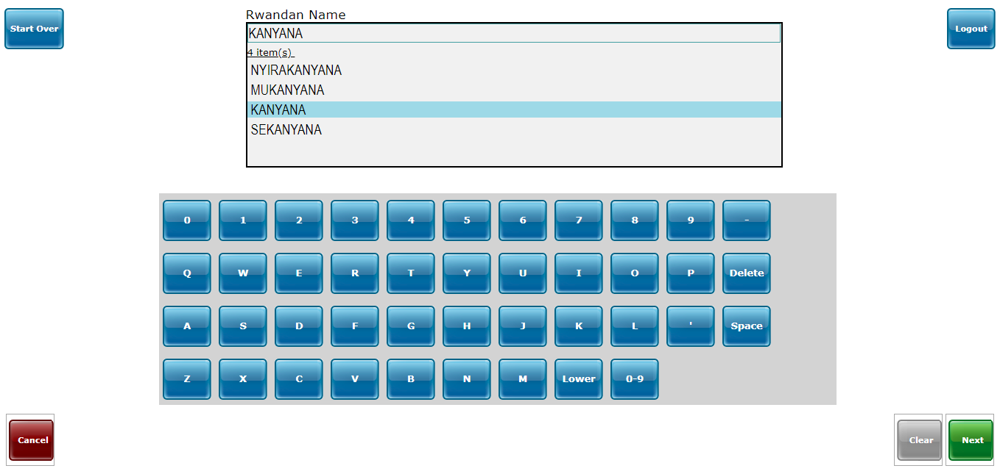 Start Over
Rwandan Name
Logout
KANYANA
4 item(s)
NYIRAKANYANA
MUKANYANA
KANYANA
SEKANYANA
0 1 2 3 4 5 6 7 8 9 -
Q W E R T Y U I O P Delete
A S D F G H J K L ' Space
Z X C V B N M Lower 0-9
Cancel
Clear
Next